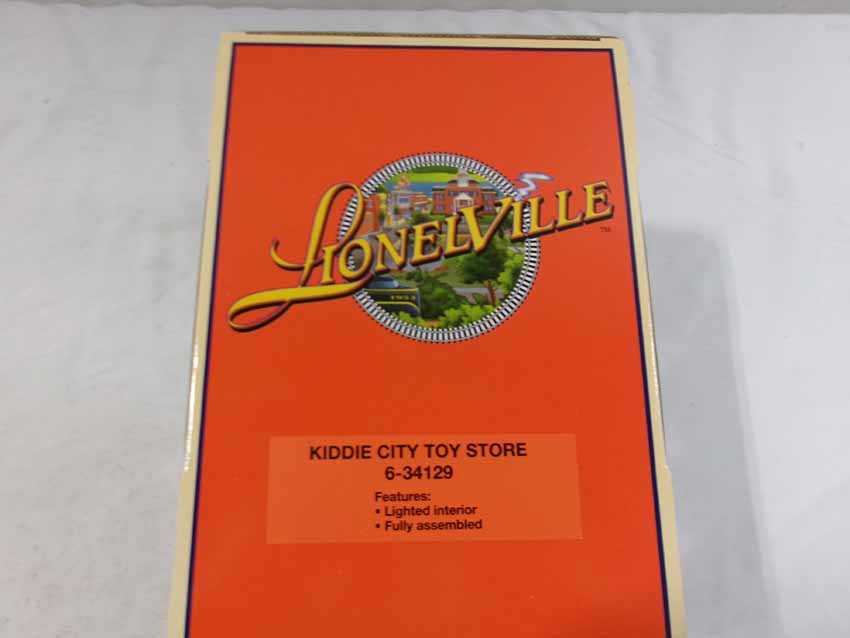 LIONELVILLE
TM
KIDDIE CITY TOY STORE
6-34129
Features:
• Lighted interior
• Fully assembled